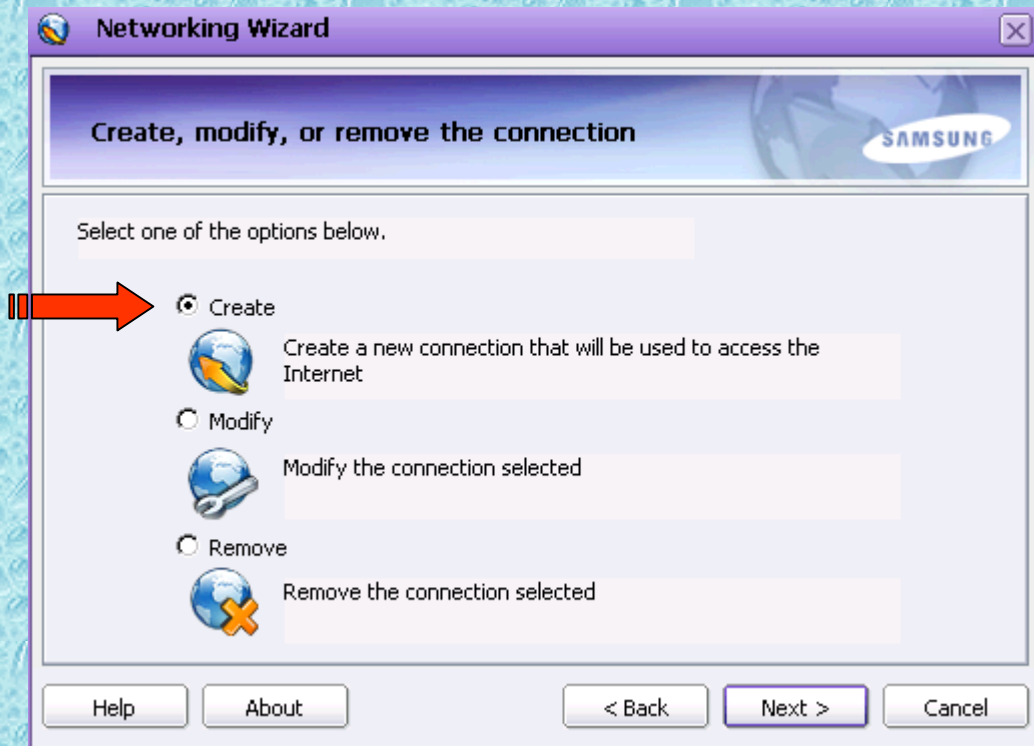 Networking Wizard
Create, modify, or remove the connection
SAMSUNG
Select one of the options below.
Create
Create a new connection that will be used to access the
Internet
Modify
Modify the connection selected
Remove
Remove the connection selected
Help About < Back Next > Cancel